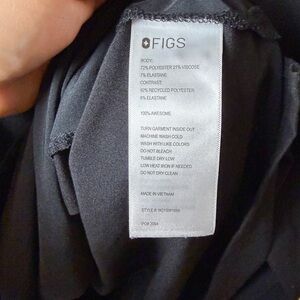 FIGS
BODY:
72% POLYESTER 21% VISCOSE
7% ELASTANE
CONTRAST:
92% RECYCLED POLYESTER
8% ELASTANE
100% AWESOME
TURN GARMENT INSIDE OUT
MACHINE WASH COLD
WASH WITH LIKE COLORS
DO NOT BLEACH
TUMBLE DRY LOW
LOW HEAT IRON IF NEEDED
DO NOT DRY CLEAN
MADE IN VIETNAM
STYLE #:
PO#